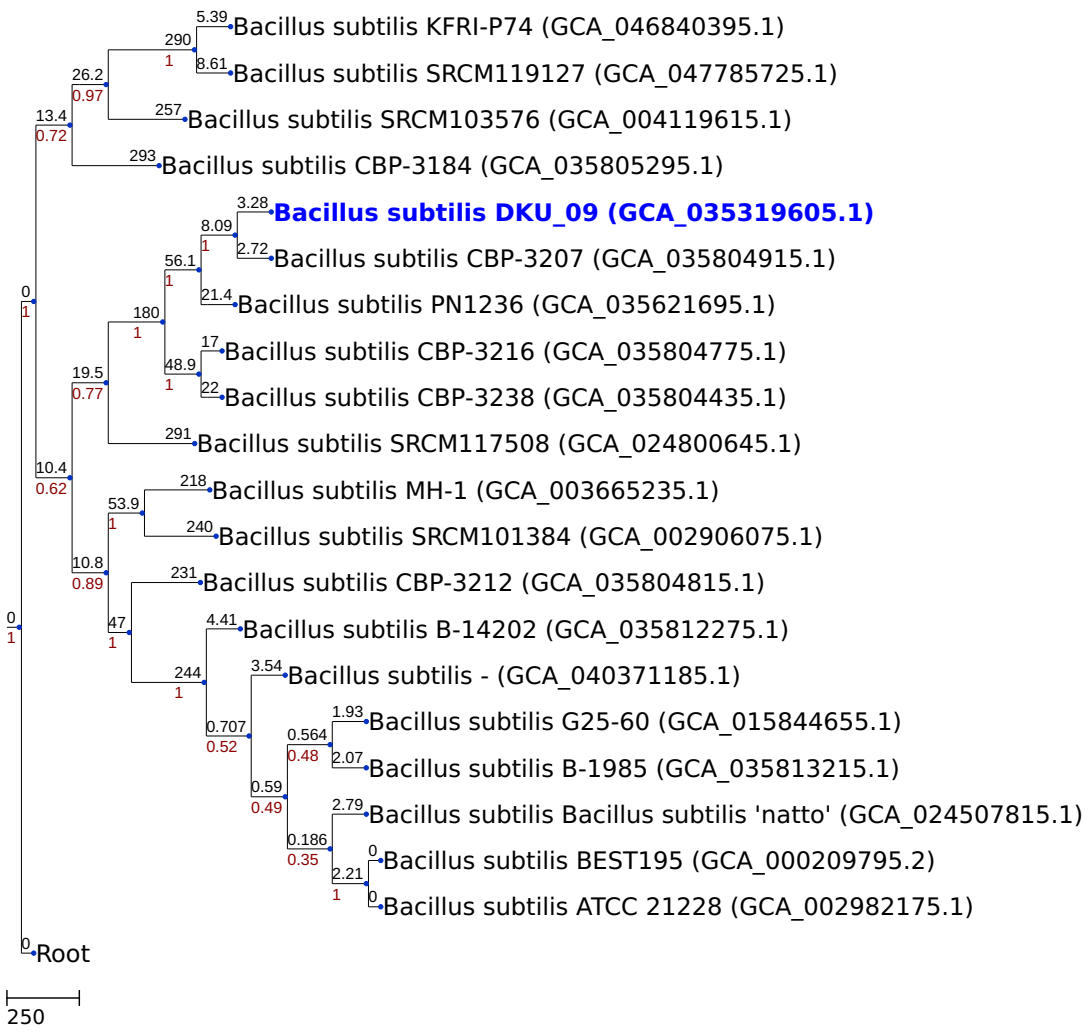 5.39
Bacillus subtilis KFRI-P74 (GCA_046840395.1)
290
1
8.61
Bacillus subtilis SRCM119127 (GCA_047785725.1)
26.2
0.97
257
Bacillus subtilis SRCM103576 (GCA_004119615.1)
13.4
0.72
293
Bacillus subtilis CBP-3184 (GCA_035805295.1)
3.28
Bacillus subtilis DKU_09 (GCA_035319605.1)
8.09
1
2.72
Bacillus subtilis CBP-3207 (GCA_035804915.1)
56.1
1
21.4
Bacillus subtilis PN1236 (GCA_035621695.1)
0
1
180
1
17
Bacillus subtilis CBP-3216 (GCA_035804775.1)
48.9
1
22
Bacillus subtilis CBP-3238 (GCA_035804435.1)
19.5
0.77
291
Bacillus subtilis SRCM117508 (GCA_024800645.1)
10.4
0.62
218
Bacillus subtilis MH-1 (GCA_003665235.1)
53.9
1
240
Bacillus subtilis SRCM101384 (GCA_002906075.1)
10.8
0.89
231
Bacillus subtilis CBP-3212 (GCA_035804815.1)
0
1
47
1
4.41
Bacillus subtilis B-14202 (GCA_035812275.1)
244
1
3.54
Bacillus subtilis - (GCA_040371185.1)
0.707
0.52
1.93
Bacillus subtilis G25-60 (GCA_015844655.1)
0.564
0.48
2.07
Bacillus subtilis B-1985 (GCA_035813215.1)
0.59
0.49
2.79
Bacillus subtilis Bacillus subtilis 'natto' (GCA_024507815.1)
0.186
0.35
0
Bacillus subtilis BEST195 (GCA_000209795.2)
2.21
1
0
Bacillus subtilis ATCC 21228 (GCA_002982175.1)
0
Root
250